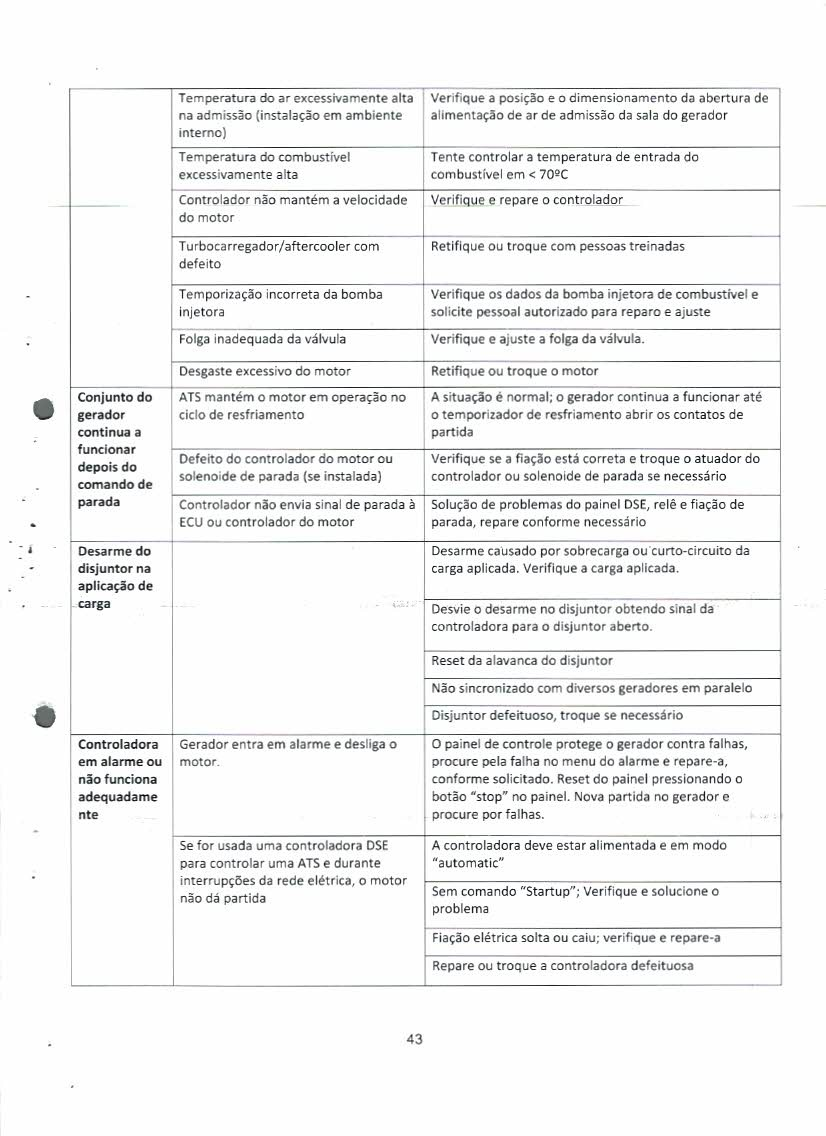 Temperatura do ar excessivamente alta
na admissão (instalação em ambiente
interno)
Verifique a posição e o dimensionamento da abertura de
alimentação de ar de admissão da sala do gerador
Temperatura do combustível
excessivamente alta
Tente controlar a temperatura de entrada do
combustível em < 70ºC
Controlador não mantém a velocidade
do motor
Verifique e repare o controlador
Turbocarregador/aftercooler com
defeito
Retifique ou troque com pessoas treinadas
Temporização incorreta da bomba
injetora
Verifique os dados da bomba injetora de combustível e
solicite pessoal autorizado para reparo e ajuste
Folga inadequada da válvula
Verifique e ajuste a folga da válvula.
Desgaste excessivo do motor
Retifique ou troque o motor
Conjunto do
gerador
continua a
funcionar
depois do
comando de
parada
ATS mantém o motor em operação no
ciclo de resfriamento
A situação é normal; o gerador continua a funcionar até
o temporizador de resfriamento abrir os contatos de
partida
Defeito do controlador do motor ou
solenoide de parada (se instalada)
Verifique se a fiação está correta e troque o atuador do
controlador ou solenoide de parada se necessário
Controlador não envia sinal de parada à
ECU ou controlador do motor
Solução de problemas do painel DSE, relê e fiação de
parada, repare conforme necessário
Desarme do
disjuntor na
aplicação de
carga
Desarme causado por sobrecarga ou curto-circuito da
carga aplicada. Verifique a carga aplicada.
Desvie o desarme no disjuntor obtendo sinal da
controladora para o disjuntor aberto.
Reset da alavanca do disjuntor
Não sincronizado com diversos geradores em paralelo
Disjuntor defeituoso, troque se necessário
Controladora
em alarme ou
não funciona
adequadame
nte
Gerador entra em alarme e desliga o
motor.
O painel de controle protege o gerador contra falhas,
procure pela falha no menu do alarme e repare-a,
conforme solicitado. Reset do painel pressionando o
botão "stop" no painel. Nova partida no gerador e
procure por falhas.
Se for usada uma controladora DSE
para controlar uma ATS e durante
interrupções da rede elétrica, o motor
não dá partida
A controladora deve estar alimentada e em modo
"automatic"
Sem comando "Startup"; Verifique e solucione o
problema
Fiação elétrica solta ou caiu; verifique e repare-a
Repare ou troque a controladora defeituosa
43